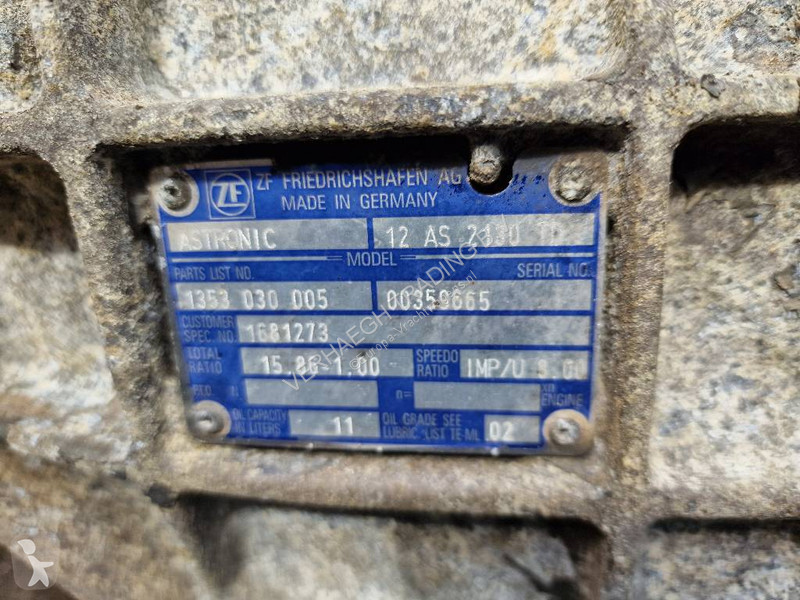 ZF ZF FRIEDRICHSHAFEN AG
MADE IN GERMANY
ASTRONIC 12 AS 2130 TD
MODEL
PARTS LIST NO. SERIAL NO.
1353 030 005 00359665
CUSTOMER SPEC. NO. 1681273
TOTAL RATIO 15.86-1.00 SPEEDO RATIO IMP/U 8.00
n= ENGINE
OIL CAPACITY IN LITERS 11 OIL GRADE SEE LUBRIC.-LIST TE-ML 02
VERHAEGHE TRADING